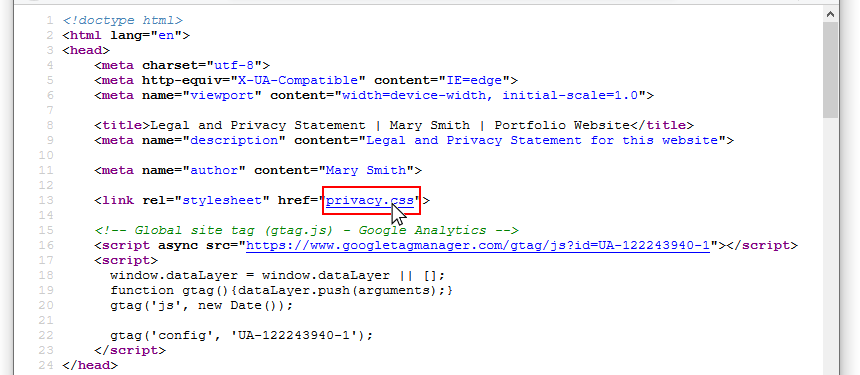 1 <!doctype html>
2 <html lang="en">
3 <head>
4 <meta charset="utf-8">
5 <meta http-equiv="X-UA-Compatible" content="IE=edge">
6 <meta name="viewport" content="width=device-width, initial-scale=1.0">
7
8 <title>Legal and Privacy Statement | Mary Smith | Portfolio Website</title>
9 <meta name="description" content="Legal and Privacy Statement for this website">
10
11 <meta name="author" content="Mary Smith">
12
13 <link rel="stylesheet" href="privacy.css">
14
15 <!-- Global site tag (gtag.js) - Google Analytics -->
16 <script async src="https://www.googletagmanager.com/gtag/js?id=UA-122243940-1"></script>
17 <script>
18 window.dataLayer = window.dataLayer || [];
19 function gtag(){dataLayer.push(arguments);}
20 gtag('js', new Date());
21
22 gtag('config', 'UA-122243940-1');
23 </script>
24 </head>